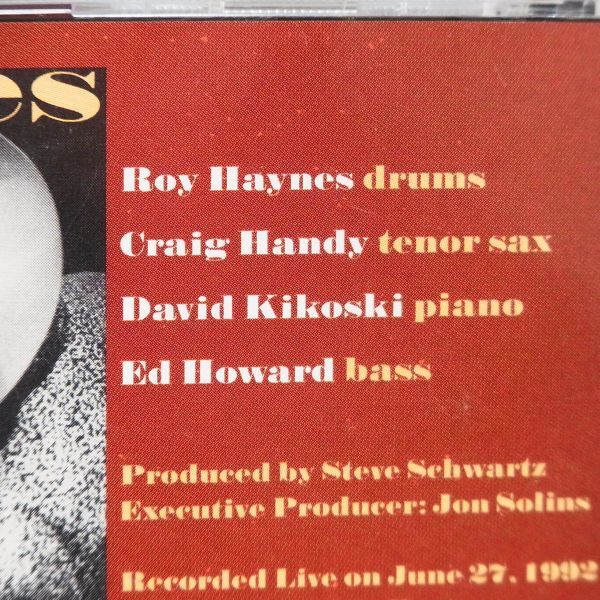 es
Roy Haynes drums
Craig Handy tenor sax
David Kikoski piano
Ed Howard bass
Produced by Steve Schwartz
Executive Producer: Jon Solins
Recorded Live on June 27, 1992